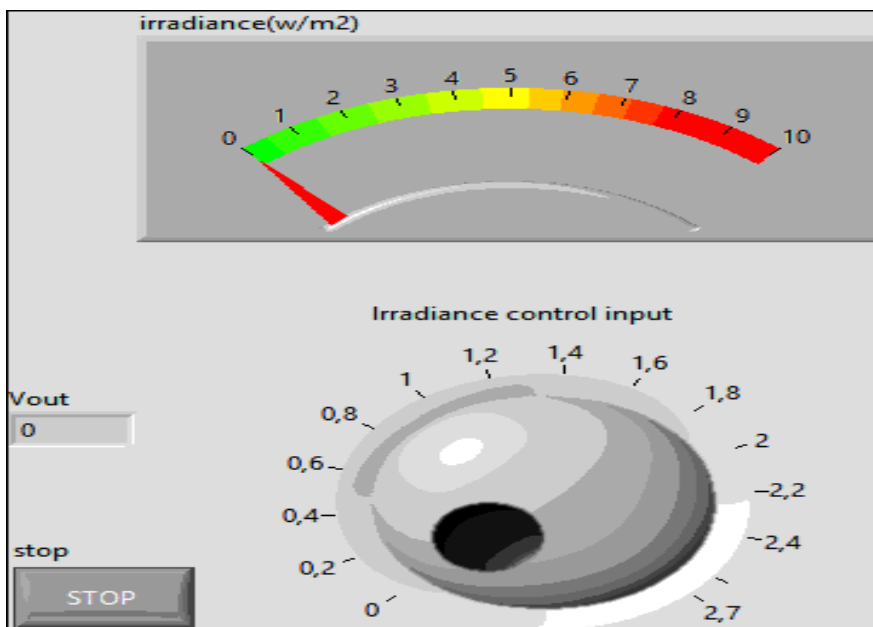 irradiance(w/m2)
0 1 2 3 4 5 6 7 8 9 10
Irradiance control input
0 0,2 0,4 0,6 0,8 1 1,2 1,4 1,6 1,8 2 2,2 2,4 2,7
Vout
0
stop
STOP